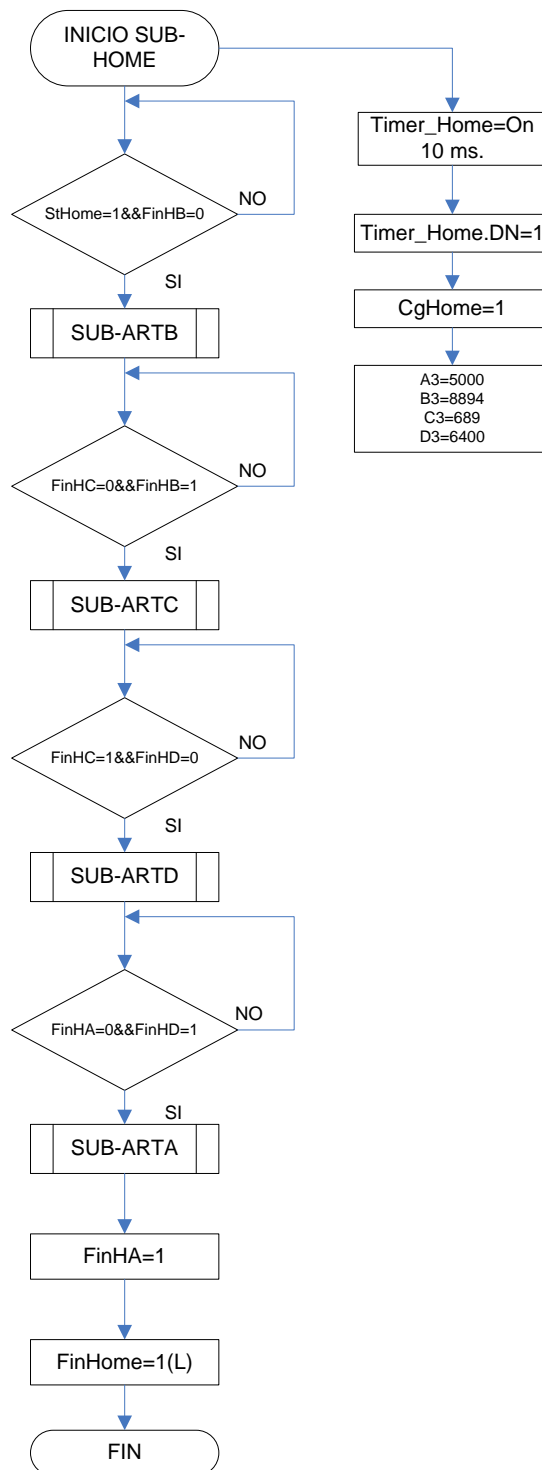 INICIO SUB-
HOME
Timer_Home=On
10 ms.
StHome=1&&FinHB=0
NO
Timer_Home.DN=1
SI
CgHome=1
SUB-ARTB
A3=5000
B3=8894
C3=689
D3=6400
FinHC=0&&FinHB=1
NO
SI
SUB-ARTC
FinHC=1&&FinHD=0
NO
SI
SUB-ARTD
FinHA=0&&FinHD=1
NO
SI
SUB-ARTA
FinHA=1
FinHome=1(L)
FIN